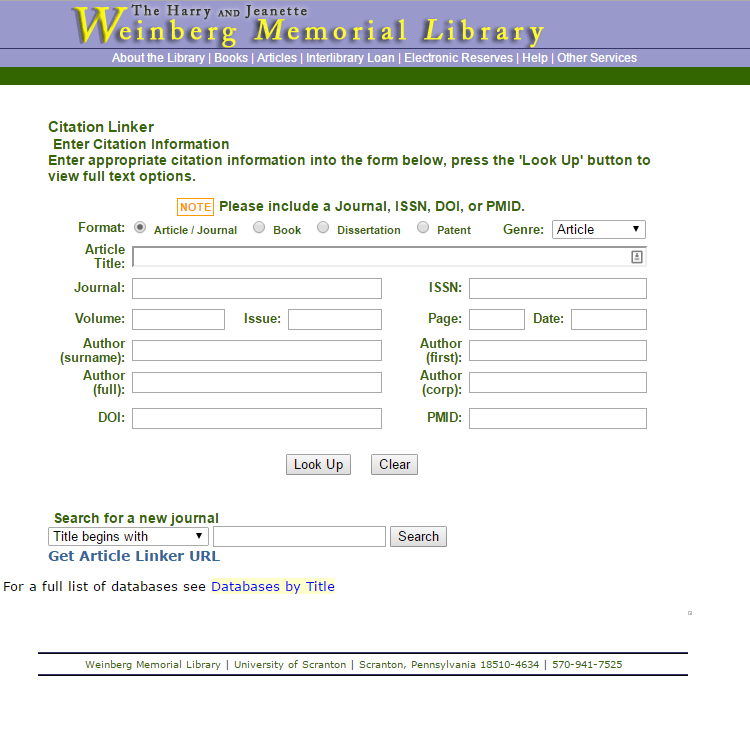 The Harry AND Jeanette
Weinberg Memorial Library
About the Library | Books | Articles | Interlibrary Loan | Electronic Reserves | Help | Other Services
Citation Linker
Enter Citation Information
Enter appropriate citation information into the form below, press the 'Look Up' button to
view full text options.
NOTE Please include a Journal, ISSN, DOI, or PMID.
Format: Article / Journal Book Dissertation Patent Genre: Article
Article
Title:
Journal: ISSN:
Volume: Issue: Page: Date:
Author
(surname):
Author
(first):
Author
(full):
Author
(corp):
DOI: PMID:
Look Up Clear
Search for a new journal
Title begins with Search
Get Article Linker URL
For a full list of databases see Databases by Title
Weinberg Memorial Library | University of Scranton | Scranton, Pennsylvania 18510-4634 | 570-941-7525